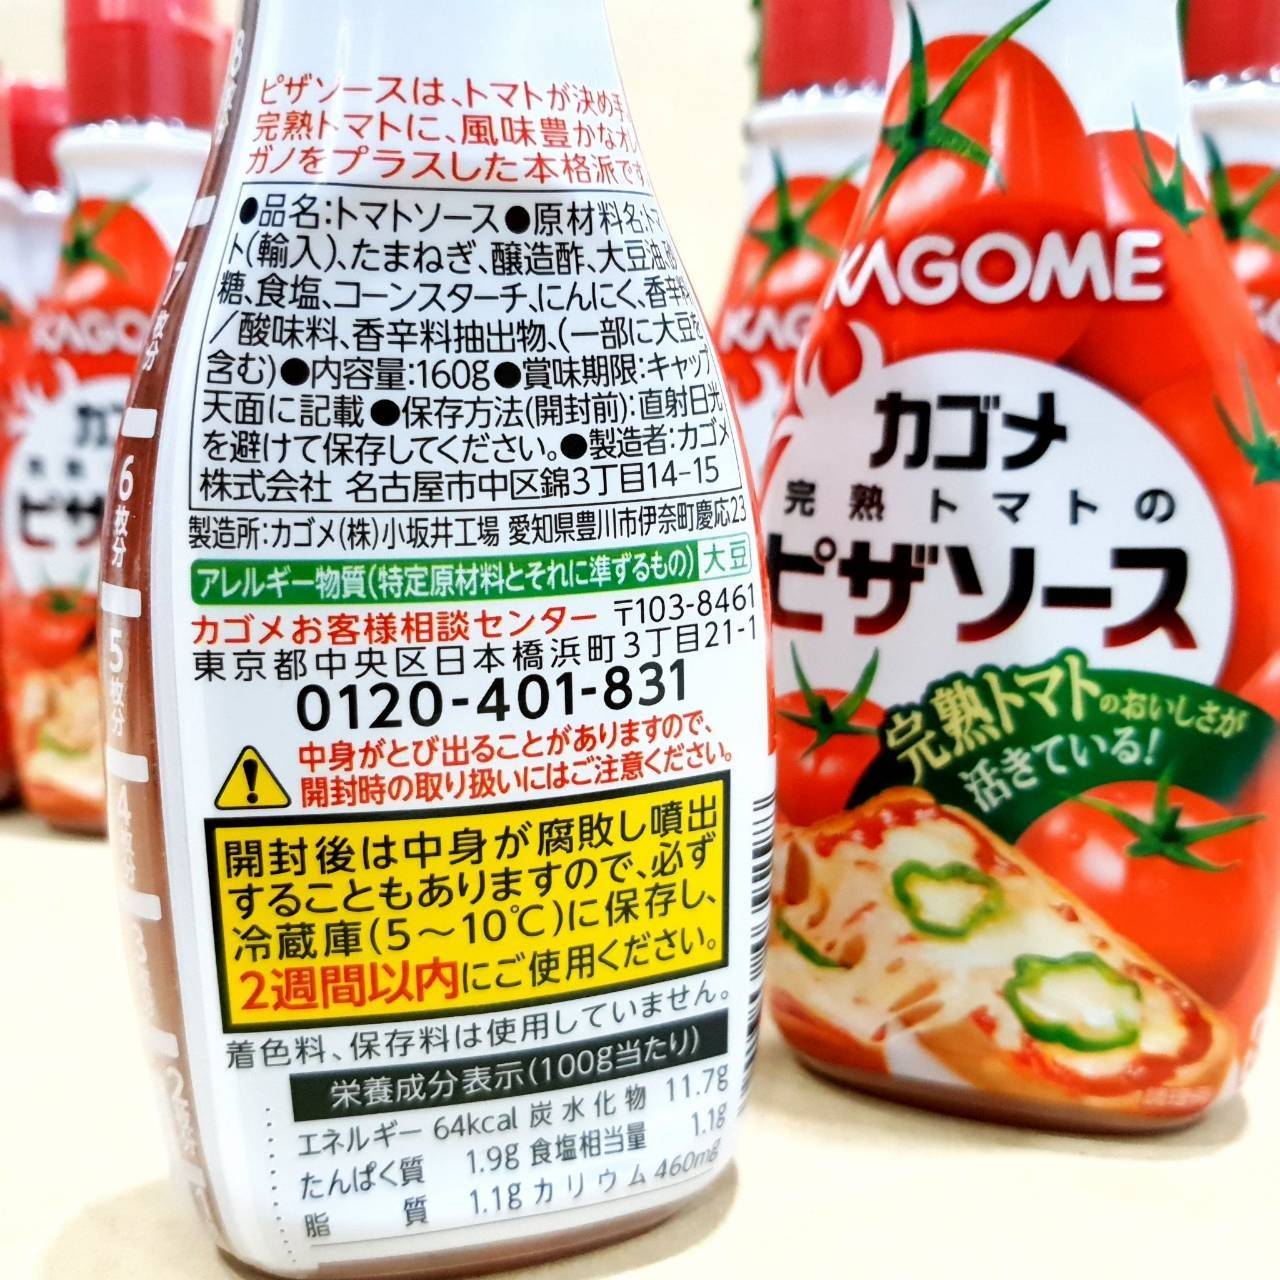 ピザソースは、トマトが決め手
完熟トマトに、風味豊かなオレ
ガノをプラスした本格派です
●品名:トマトソース●原材料名:トマ
ト(輸入)、たまねぎ、醸造酢、大豆油、砂
糖、食塩、コーンスターチ、にんにく、香辛料
/酸味料、香辛料抽出物、(一部に大豆を
含む)●内容量:160g●賞味期限:キャップ
天面に記載●保存方法(開封前):直射日光
を避けて保存してください。●製造者:カゴメ
株式会社 名古屋市中区錦3丁目14-15
製造所:カゴメ(株)小坂井工場 愛知県豊川市伊奈町慶応23
アレルギー物質(特定原材料とそれに準ずるもの) 大豆
カゴメお客様相談センター 〒103-8461
東京都中央区日本橋浜町3丁目21-1
0120-401-831
中身がとび出ることがありますので、
開封時の取り扱いにはご注意ください。
開封後は中身が腐敗し噴出
することもありますので、必ず
冷蔵庫(5～10℃)に保存し、
2週間以内にご使用ください。
着色料、保存料は使用していません。
栄養成分表示(100g当たり)
エネルギー 64kcal 炭水化物 11.7g
たんぱく質 1.9g 食塩相当量 1.1g
脂質 1.1g カリウム 460mg
8枚分
7枚分
6枚分
5枚分
4枚分
KAGOME
カゴメ
完熟トマトの
ピザソース
完熟トマトのおいしさが
活きている!
KAGOME
KAGO